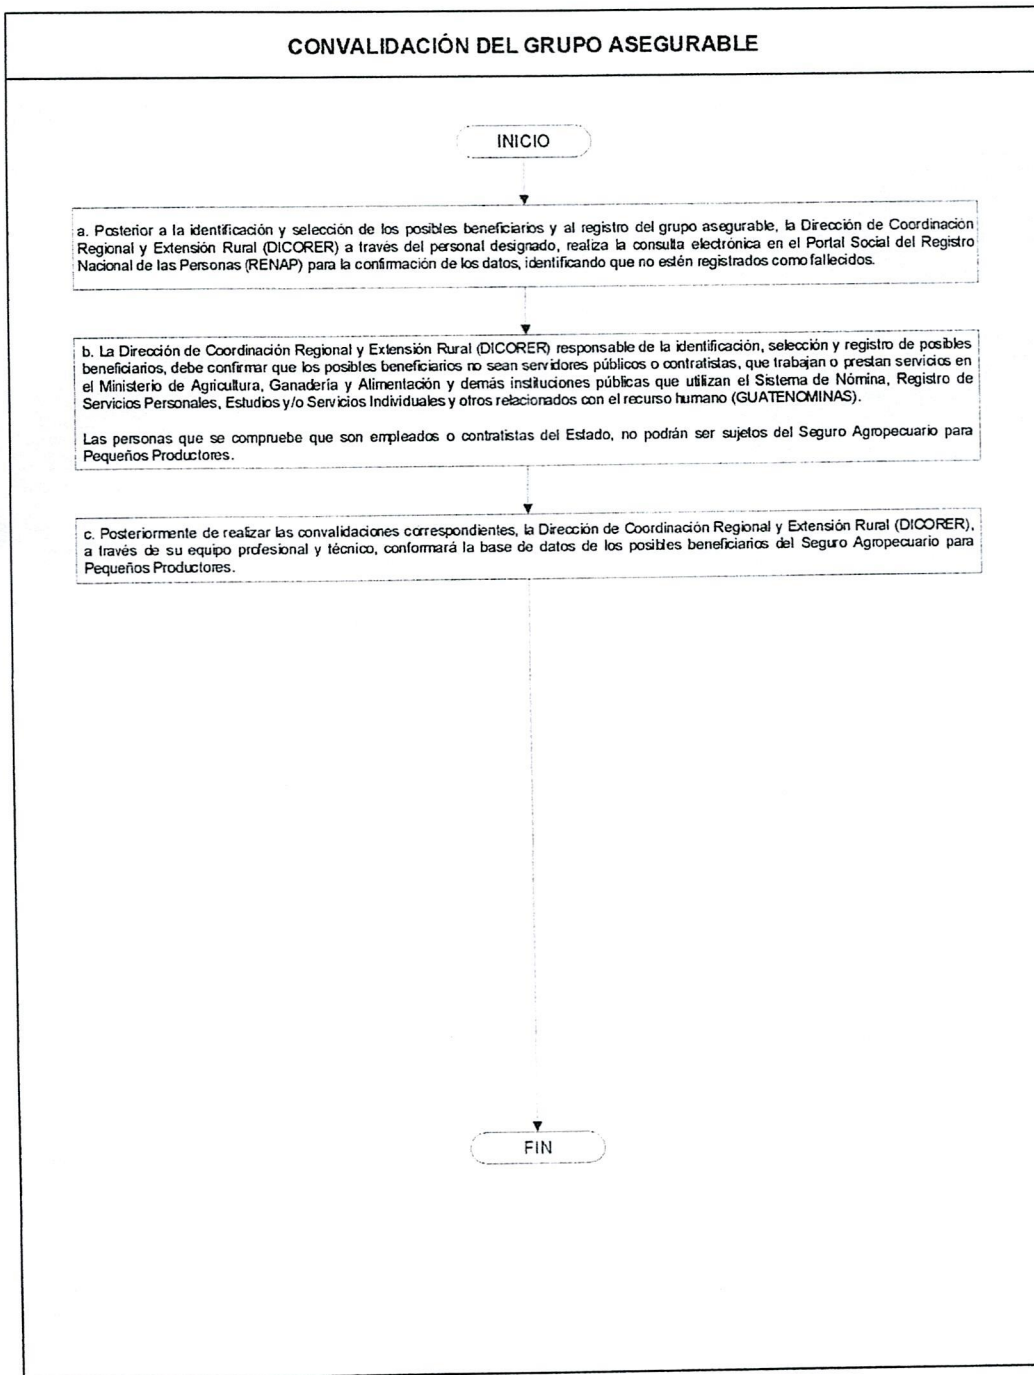 CONVALIDACIÓN DEL GRUPO ASEGURABLE
INICIO
a. Posterior a la identificación y selección de los posibles beneficiarios y al registro del grupo asegurable, la Dirección de Coordinación
Regional y Extensión Rural (DICORER) a través del personal designado, realiza la consulta electrónica en el Portal Social del Registro
Nacional de las Personas (RENAP) para la confirmación de los datos, identificando que no estén registrados como fallecidos.
b. La Dirección de Coordinación Regional y Extensión Rural (DICORER) responsable de la identificación, selección y registro de posibles
beneficiarios, debe confirmar que los posibles beneficiarios no sean servidores públicos o contratistas, que trabajan o prestan servicios en
el Ministerio de Agricultura, Ganadería y Alimentación y demás instituciones públicas que utilizan el Sistema de Nómina, Registro de
Servicios Personales, Estudios y/o Servicios Individuales y otros relacionados con el recurso humano (GUATENOMINAS).
Las personas que se compruebe que son empleados o contratistas del Estado, no podrán ser sujetos del Seguro Agropecuario para
Pequeños Productores.
c. Posteriormente de realizar las convalidaciones correspondientes, la Dirección de Coordinación Regional y Extensión Rural (DICORER),
a través de su equipo profesional y técnico, conformará la base de datos de los posibles beneficiarios del Seguro Agropecuario para
Pequeños Productores.
FIN